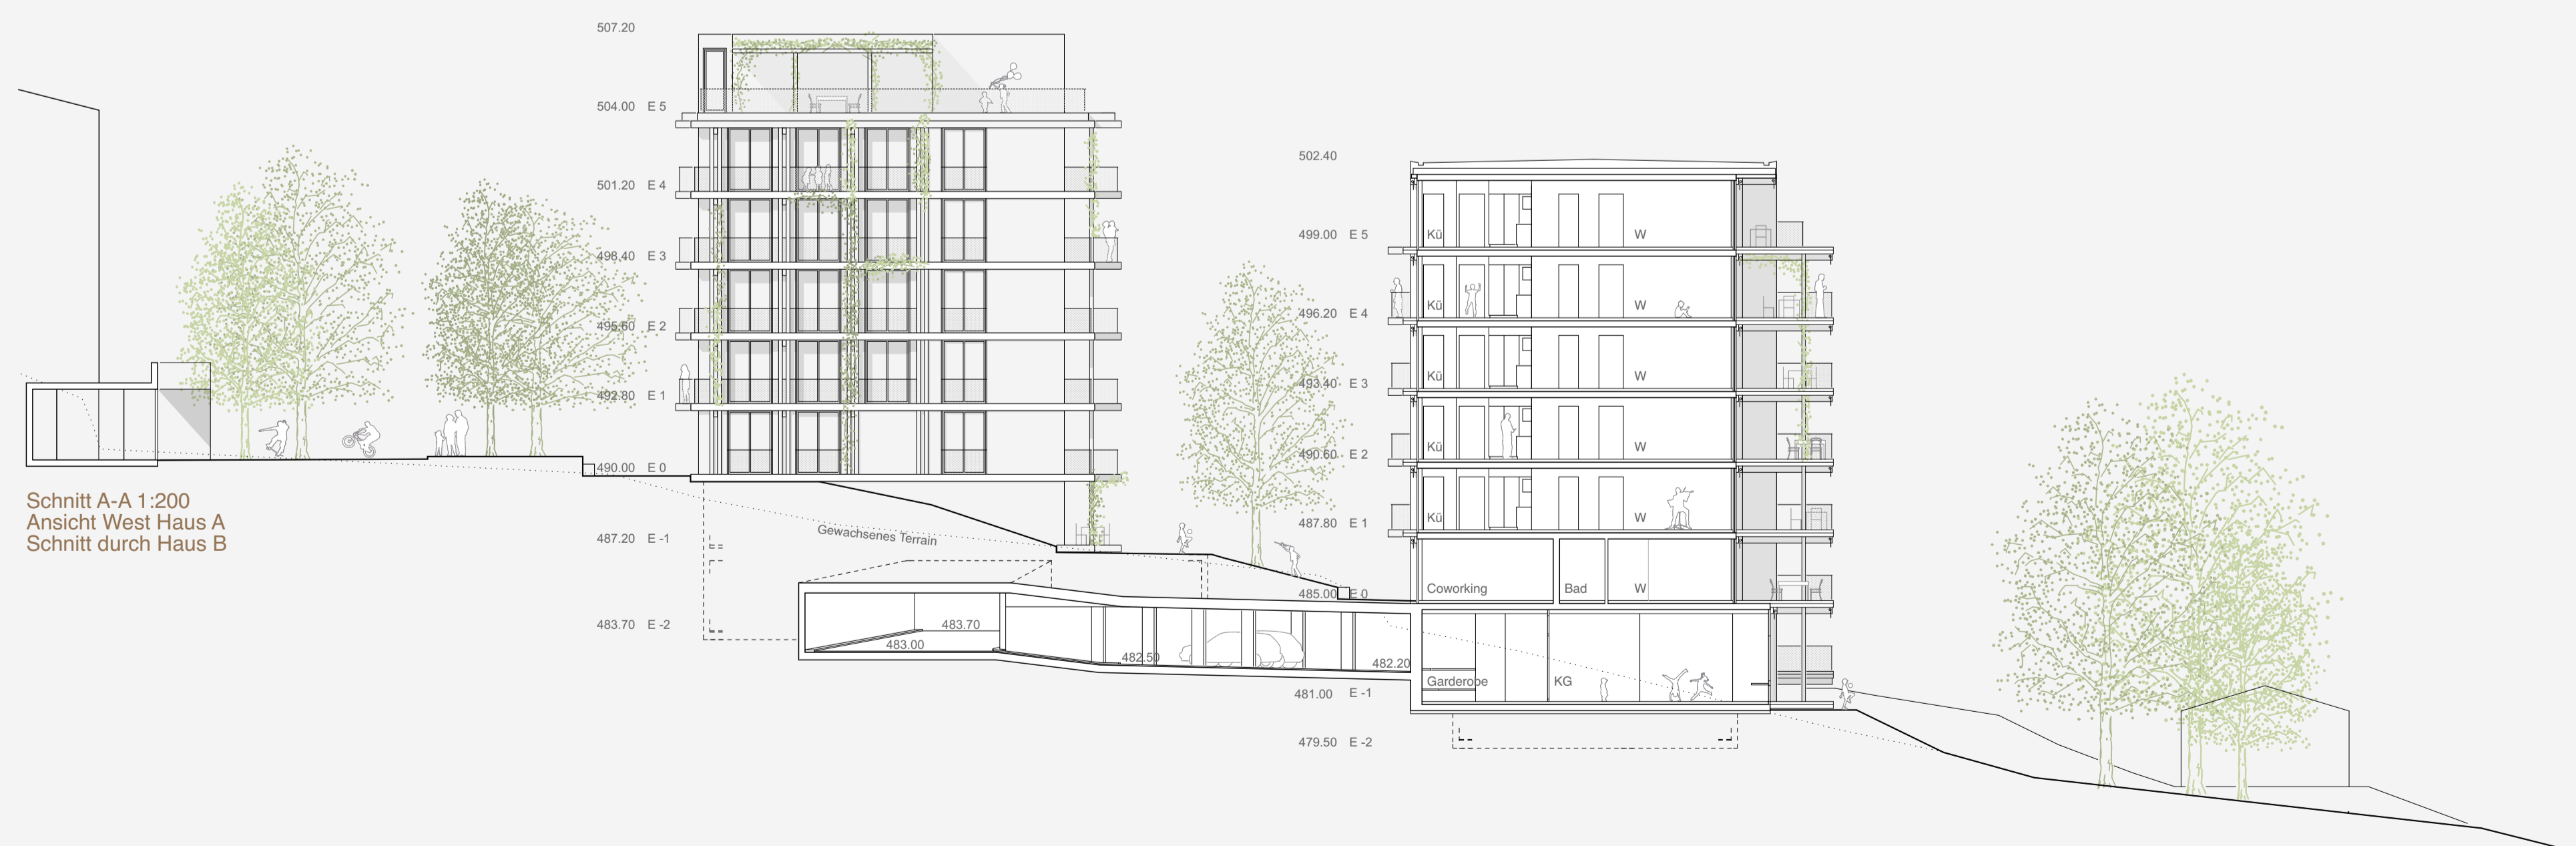 507.20
504.00 E 5
501.20 E 4
498.40 E 3
495.60 E 2
492.80 E 1
490.00 E 0
487.20 E -1
483.70 E -2
Schnitt A-A 1:200
Ansicht West Haus A
Schnitt durch Haus B
Gewachsenes Terrain
483.70
483.00
482.50
482.20
502.40
499.00 E 5
496.20 E 4
493.40 E 3
490.60 E 2
487.80 E 1
485.00 E 0
481.00 E -1
479.50 E -2
Kü W
Kü W
Kü W
Kü W
Kü W
Coworking Bad W
Garderobe KG